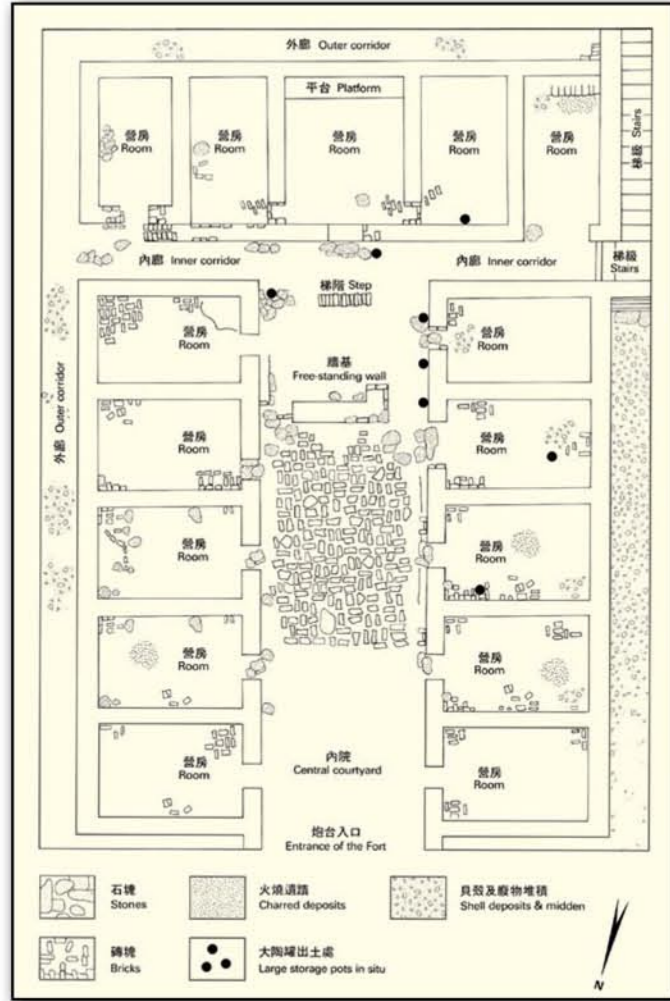 外廊 Outer corridor
平台 Platform
營房
Room
營房
Room
營房
Room
營房
Room
營房
Room
梯級 Stairs
內廊 Inner corridor
內廊 Inner corridor
梯級
Stairs
梯階 Step
營房
Room
營房
Room
牆基
Free-standing wall
外廊 Outer corridor
營房
Room
營房
Room
營房
Room
營房
Room
營房
Room
營房
Room
營房
Room
內院
Central courtyard
營房
Room
炮台入口
Entrance of the Fort
石塊
Stones
火燒遺蹟
Charred deposits
貝殼及廢物堆積
Shell deposits & midden
磚塊
Bricks
大陶罐出土處
Large storage pots in situ
N